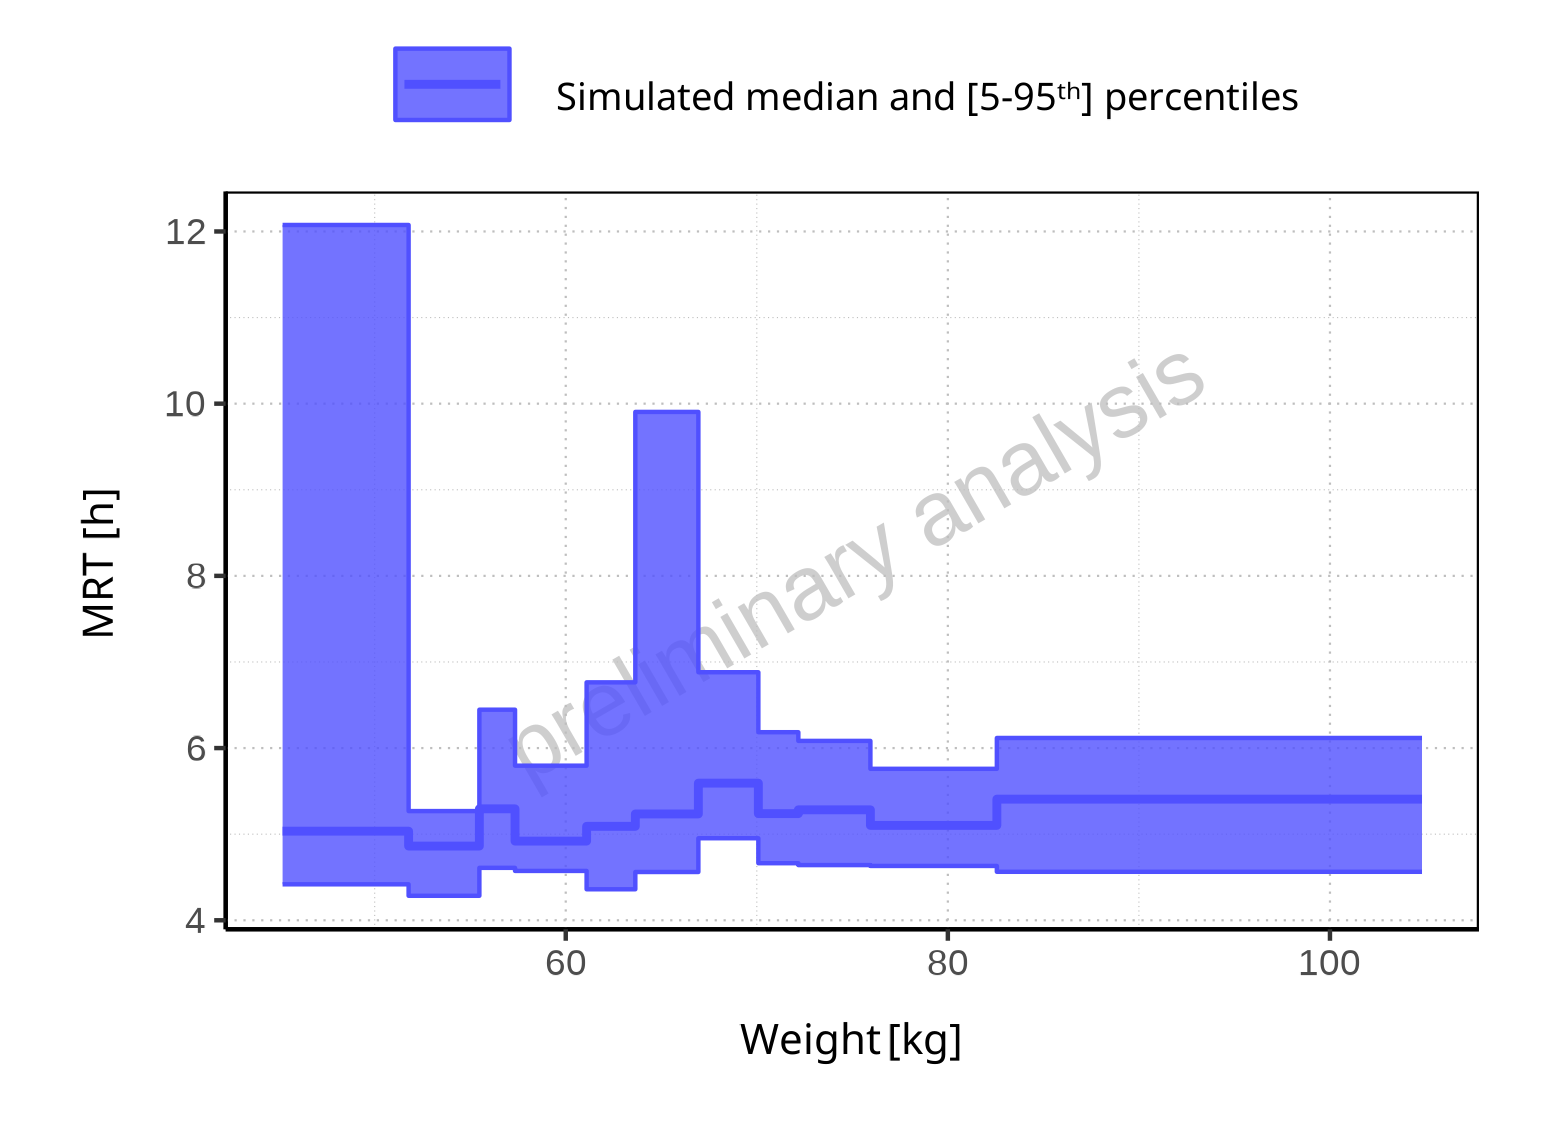 Simulated median and [5-95ᵗʰ] percentiles
12
10
8
6
4
MRT [h]
preliminary analysis
60 80 100
Weight [kg]